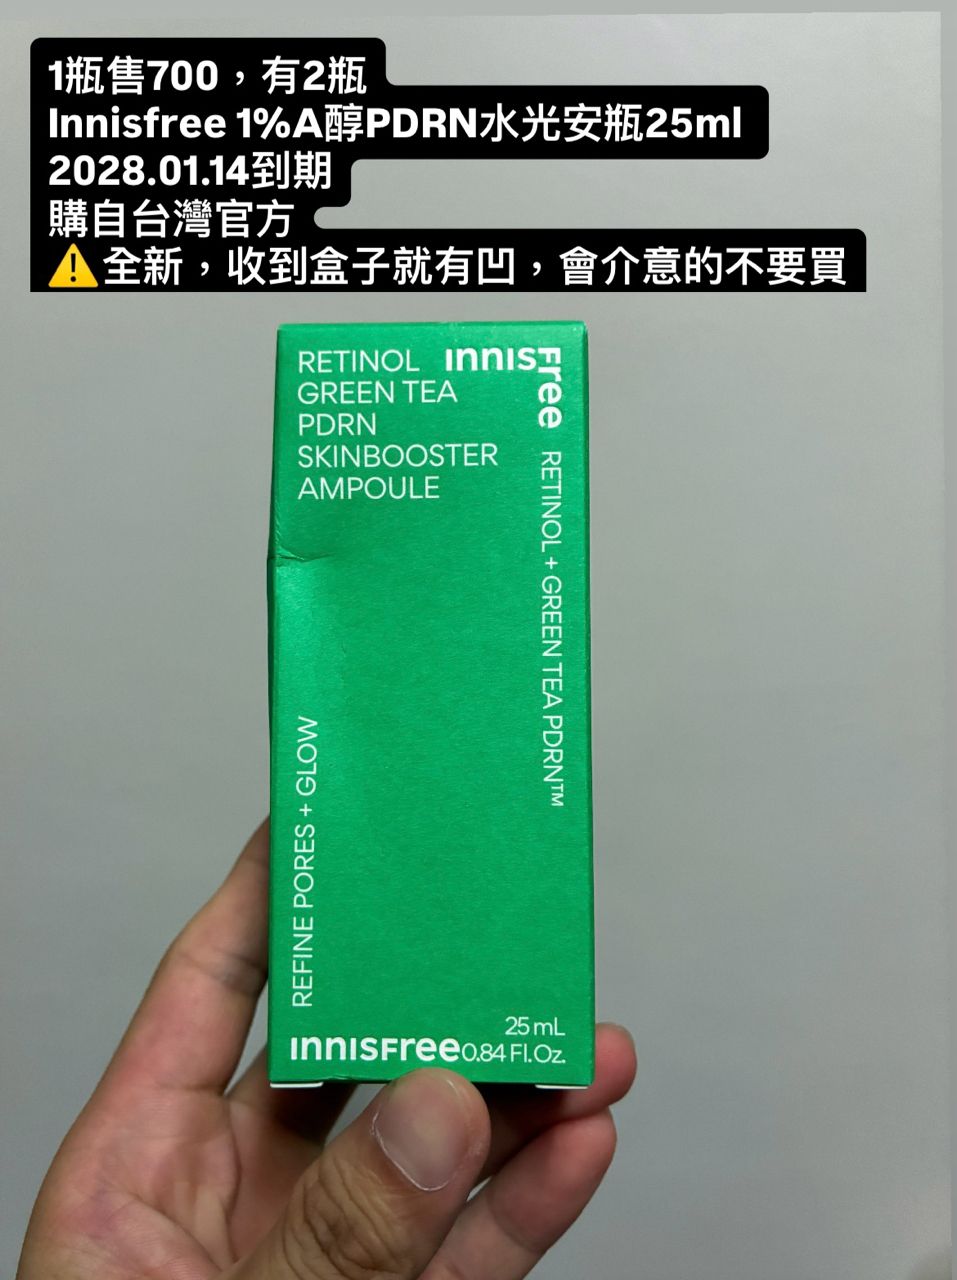 1瓶售700，有2瓶
Innisfree 1%A醇PDRN水光安瓶25ml
2028.01.14到期
購自台灣官方
⚠️全新，收到盒子就有凹，會介意的不要買
RETINOL
GREEN TEA
PDRN
SKINBOOSTER
AMPOULE
innisfree
RETINOL + GREEN TEA PDRN™
REFINE PORES + GLOW
25 mL
innisfree 0.84 Fl.Oz.